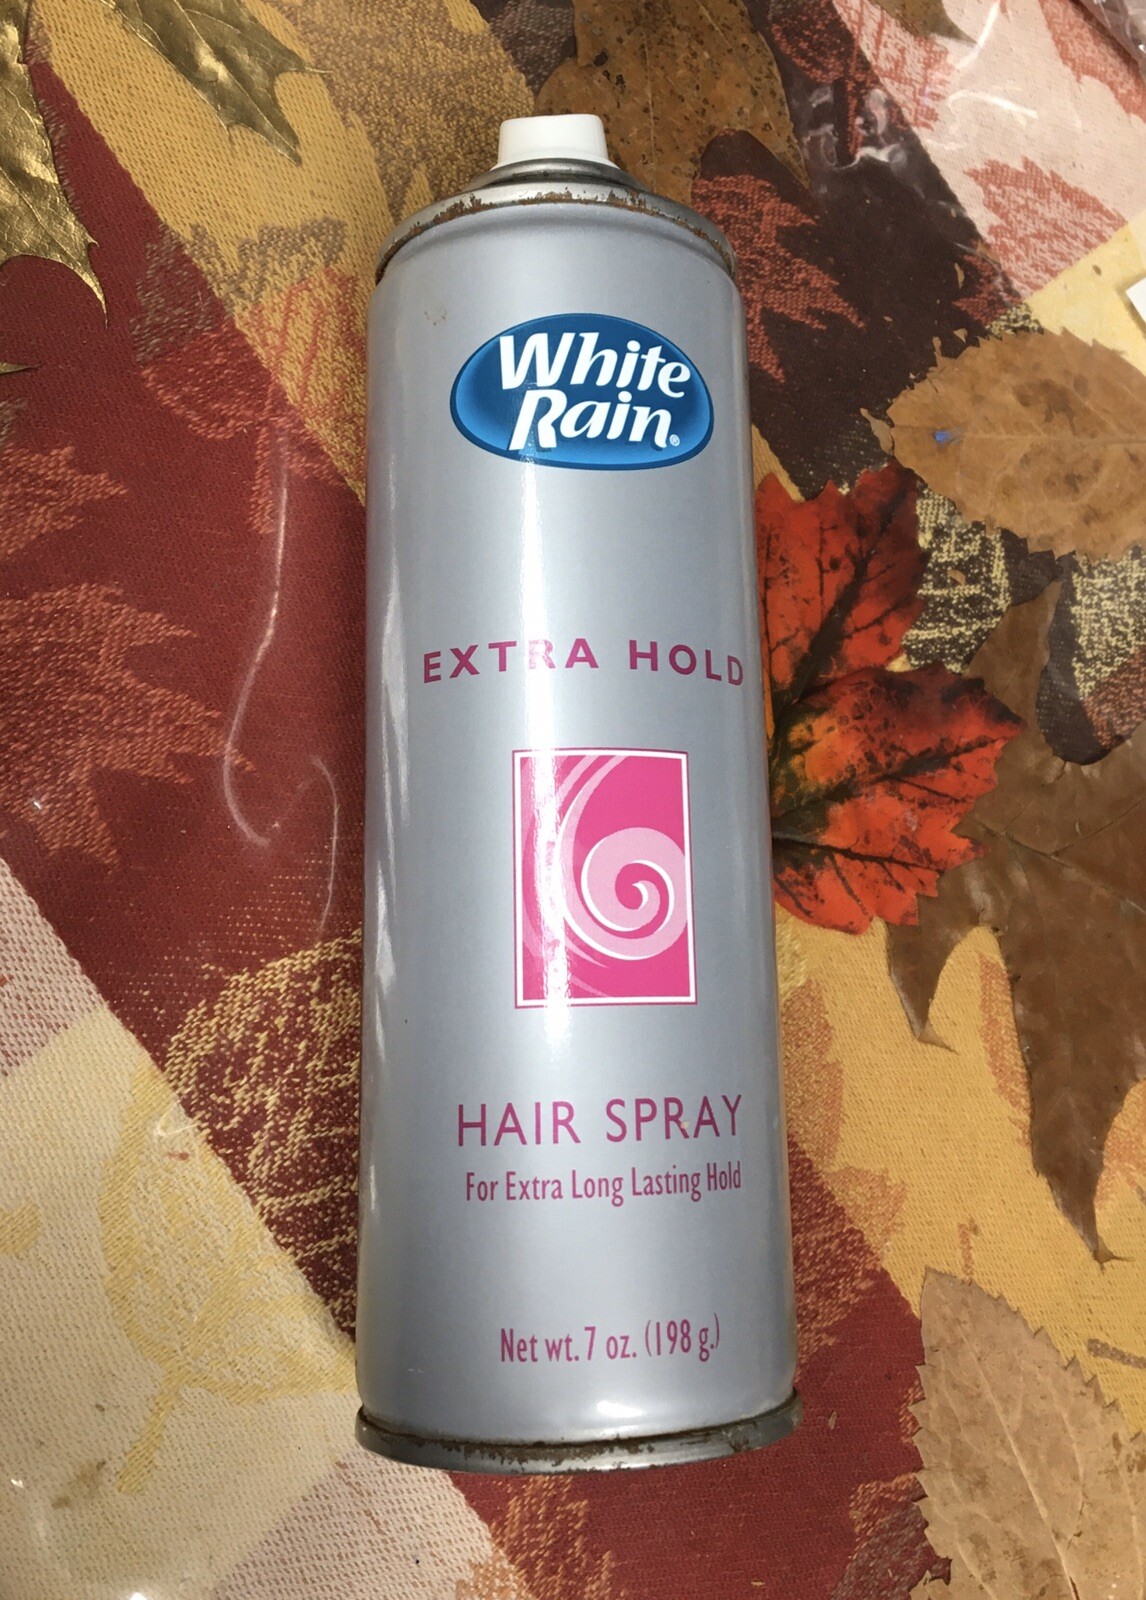 White
Rain®
EXTRA HOLD
HAIR SPRAY
For Extra Long Lasting Hold
Net wt. 7 oz. (198 g.)